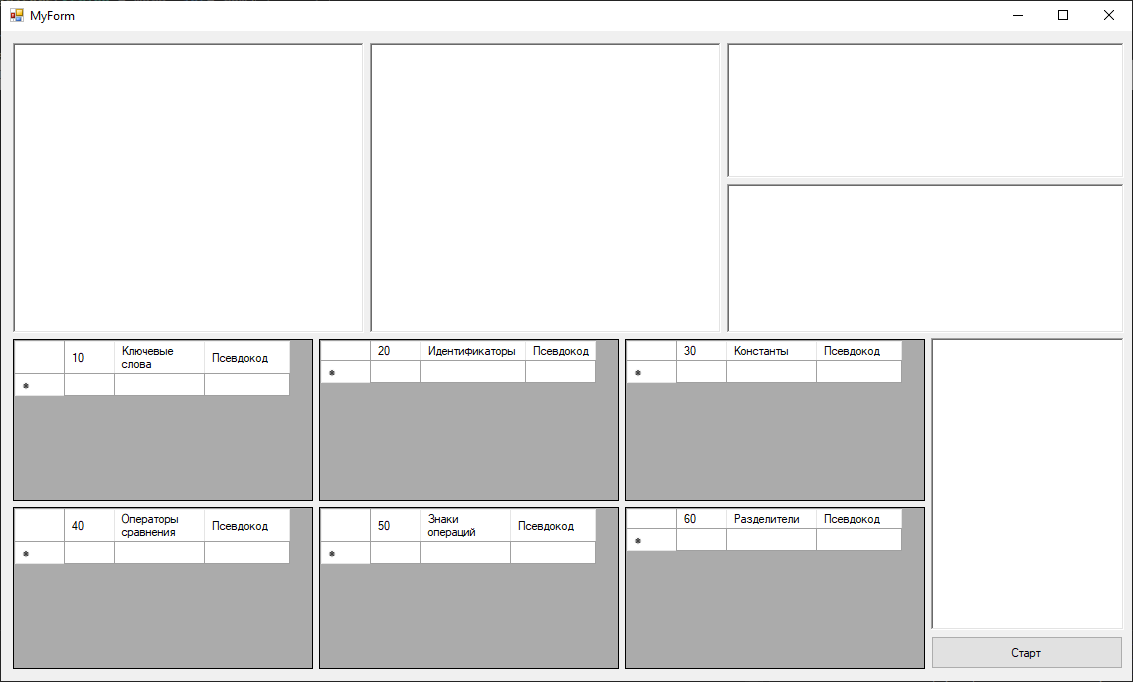 MyForm
10 Ключевые слова Псевдокод
20 Идентификаторы Псевдокод
30 Константы Псевдокод
40 Операторы сравнения Псевдокод
50 Знаки операций Псевдокод
60 Разделители Псевдокод
Старт